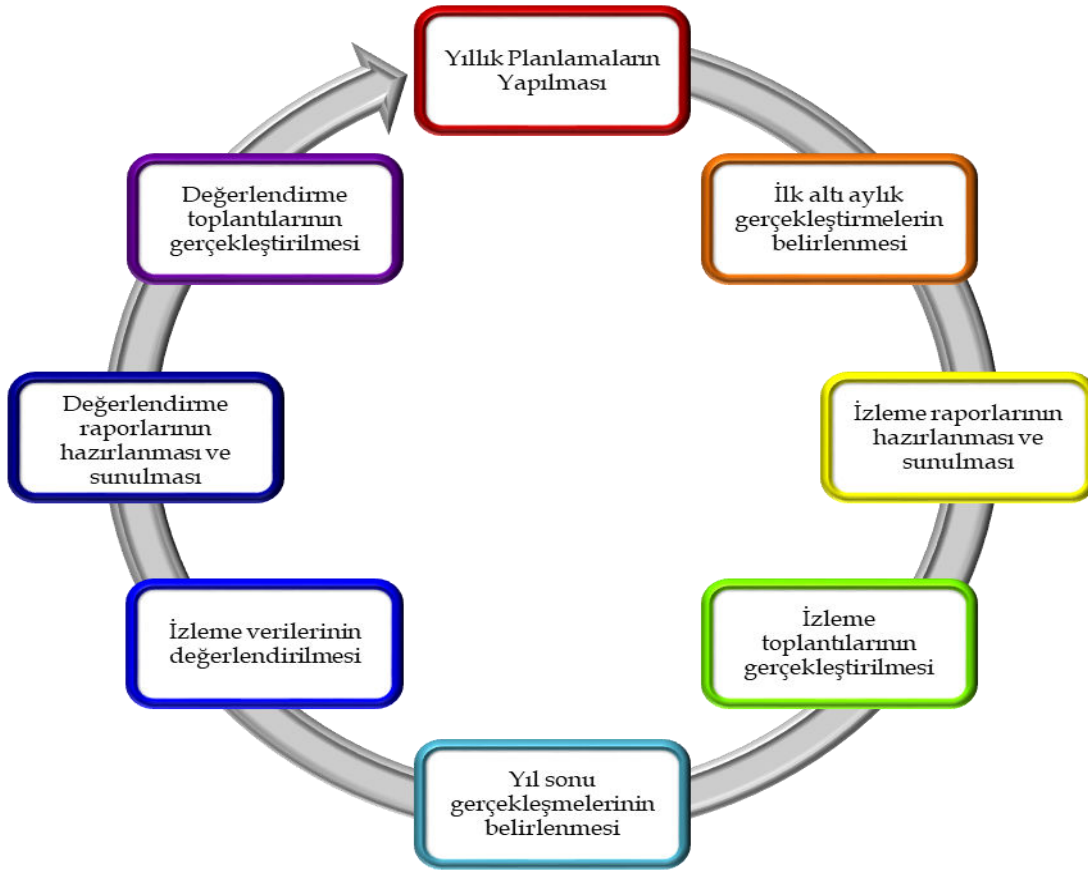 Yıllık Planlamaların
Yapılması
İlk altı aylık
gerçekleştirmelerin
belirlenmesi
İzleme raporlarının
hazırlanması ve
sunulması
İzleme
toplantılarının
gerçekleştirilmesi
Yıl sonu
gerçekleşmelerinin
belirlenmesi
İzleme verilerinin
değerlendirilmesi
Değerlendirme
raporlarının
hazırlanması ve
sunulması
Değerlendirme
toplantılarının
gerçekleştirilmesi